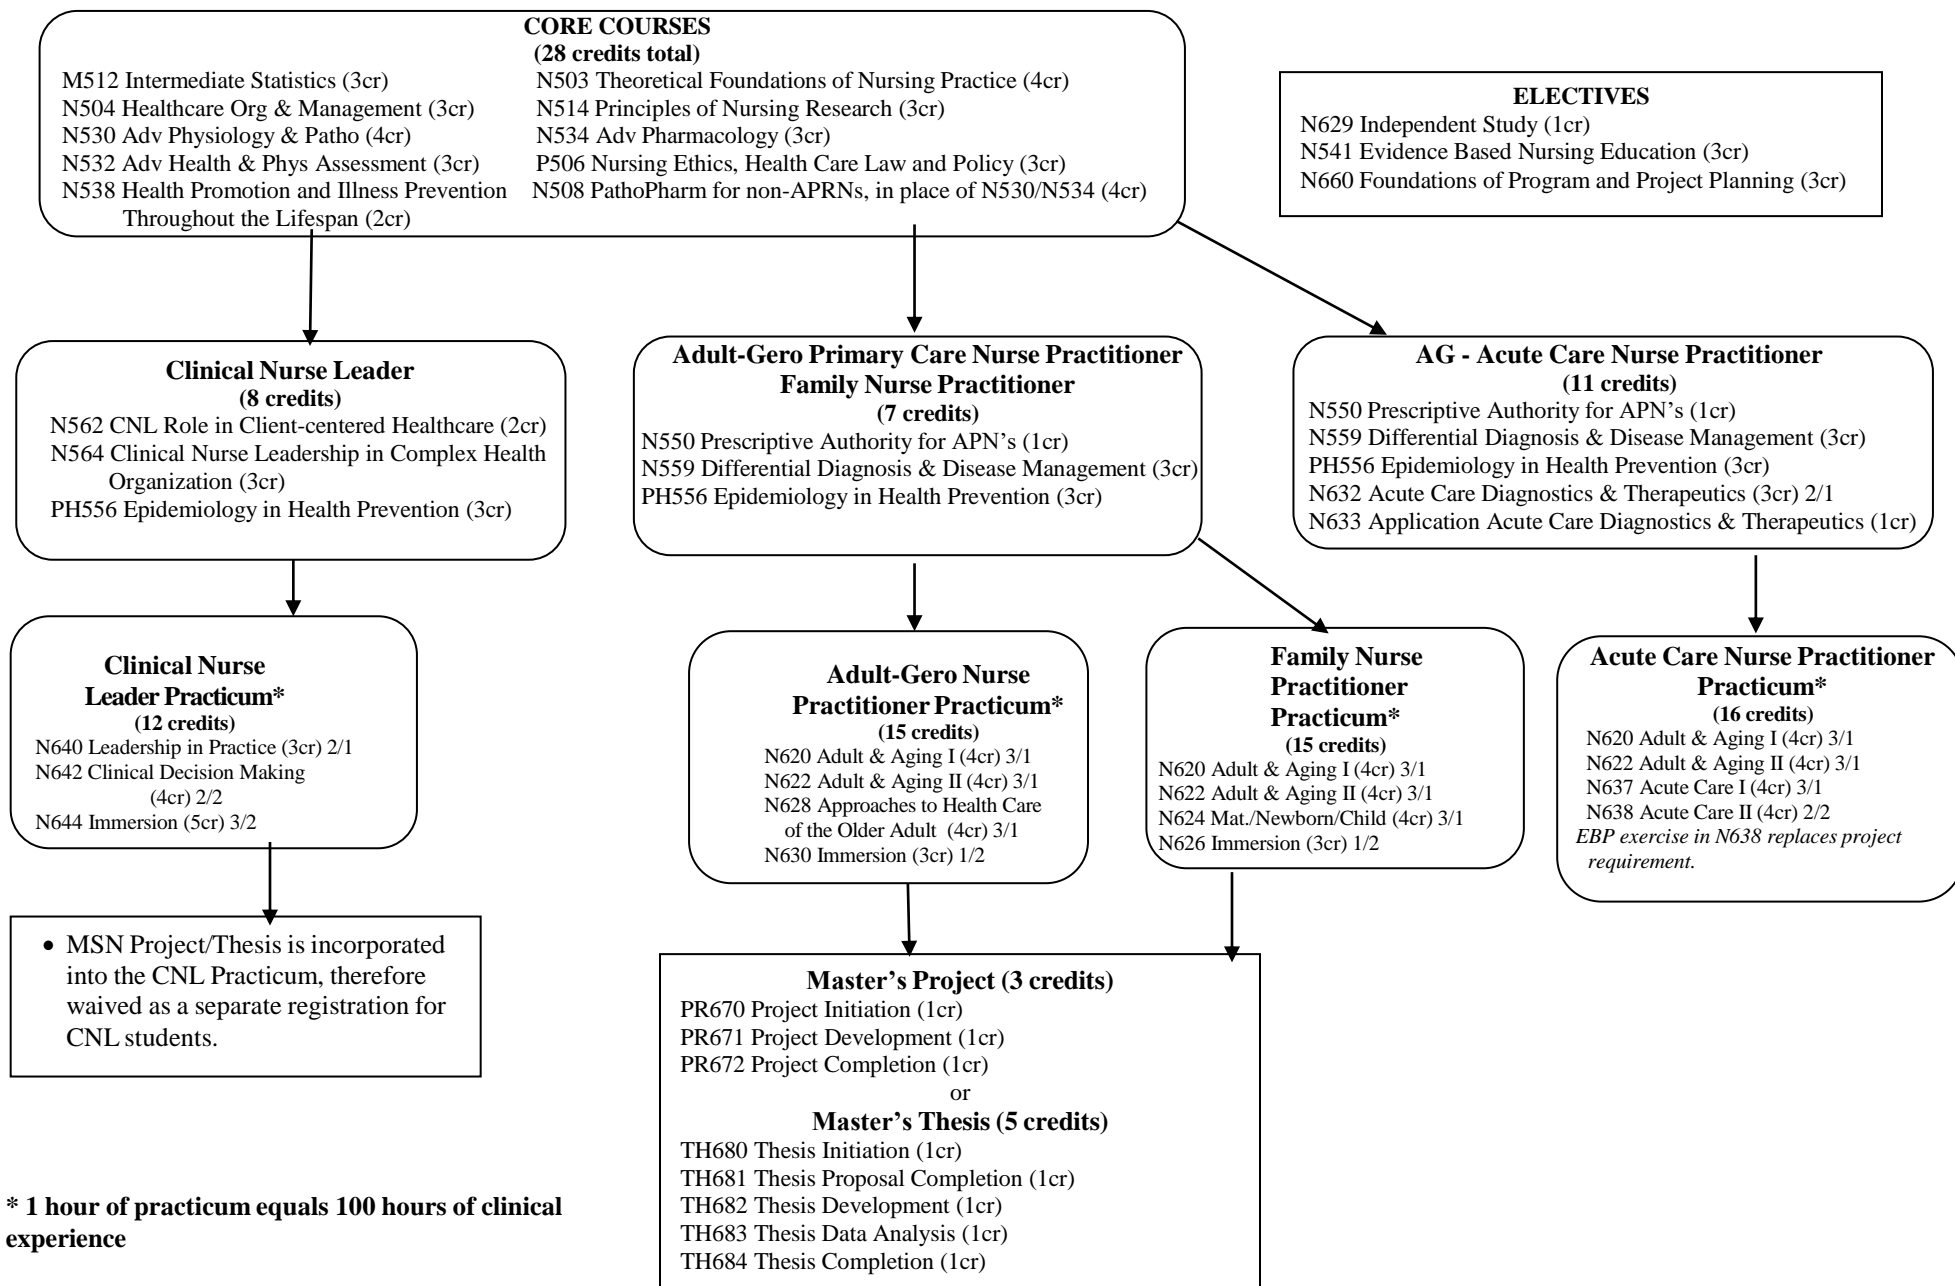 CORE COURSES
(28 credits total)
M512 Intermediate Statistics (3cr)
N504 Healthcare Org & Management (3cr)
N530 Adv Physiology & Patho (4cr)
N532 Adv Health & Phys Assessment (3cr)
N538 Health Promotion and Illness Prevention
Throughout the Lifespan (2cr)
N503 Theoretical Foundations of Nursing Practice (4cr)
N514 Principles of Nursing Research (3cr)
N534 Adv Pharmacology (3cr)
P506 Nursing Ethics, Health Care Law and Policy (3cr)
N508 PathoPharm for non-APRNs, in place of N530/N534 (4cr)
ELECTIVES
N629 Independent Study (1cr)
N541 Evidence Based Nursing Education (3cr)
N660 Foundations of Program and Project Planning (3cr)
Clinical Nurse Leader
(8 credits)
N562 CNL Role in Client-centered Healthcare (2cr)
N564 Clinical Nurse Leadership in Complex Health
Organization (3cr)
PH556 Epidemiology in Health Prevention (3cr)
Adult-Gero Primary Care Nurse Practitioner
Family Nurse Practitioner
(7 credits)
N550 Prescriptive Authority for APN’s (1cr)
N559 Differential Diagnosis & Disease Management (3cr)
PH556 Epidemiology in Health Prevention (3cr)
AG - Acute Care Nurse Practitioner
(11 credits)
N550 Prescriptive Authority for APN’s (1cr)
N559 Differential Diagnosis & Disease Management (3cr)
PH556 Epidemiology in Health Prevention (3cr)
N632 Acute Care Diagnostics & Therapeutics (3cr) 2/1
N633 Application Acute Care Diagnostics & Therapeutics (1cr)
Clinical Nurse
Leader Practicum*
(12 credits)
N640 Leadership in Practice (3cr) 2/1
N642 Clinical Decision Making
(4cr) 2/2
N644 Immersion (5cr) 3/2
Adult-Gero Nurse
Practitioner Practicum*
(15 credits)
N620 Adult & Aging I (4cr) 3/1
N622 Adult & Aging II (4cr) 3/1
N628 Approaches to Health Care
of the Older Adult (4cr) 3/1
N630 Immersion (3cr) 1/2
Family Nurse
Practitioner
Practicum*
(15 credits)
N620 Adult & Aging I (4cr) 3/1
N622 Adult & Aging II (4cr) 3/1
N624 Mat./Newborn/Child (4cr) 3/1
N626 Immersion (3cr) 1/2
Acute Care Nurse Practitioner
Practicum*
(16 credits)
N620 Adult & Aging I (4cr) 3/1
N622 Adult & Aging II (4cr) 3/1
N637 Acute Care I (4cr) 3/1
N638 Acute Care II (4cr) 2/2
EBP exercise in N638 replaces project
requirement.
• MSN Project/Thesis is incorporated
into the CNL Practicum, therefore
waived as a separate registration for
CNL students.
Master’s Project (3 credits)
PR670 Project Initiation (1cr)
PR671 Project Development (1cr)
PR672 Project Completion (1cr)
or
Master’s Thesis (5 credits)
TH680 Thesis Initiation (1cr)
TH681 Thesis Proposal Completion (1cr)
TH682 Thesis Development (1cr)
TH683 Thesis Data Analysis (1cr)
TH684 Thesis Completion (1cr)
* 1 hour of practicum equals 100 hours of clinical
experience